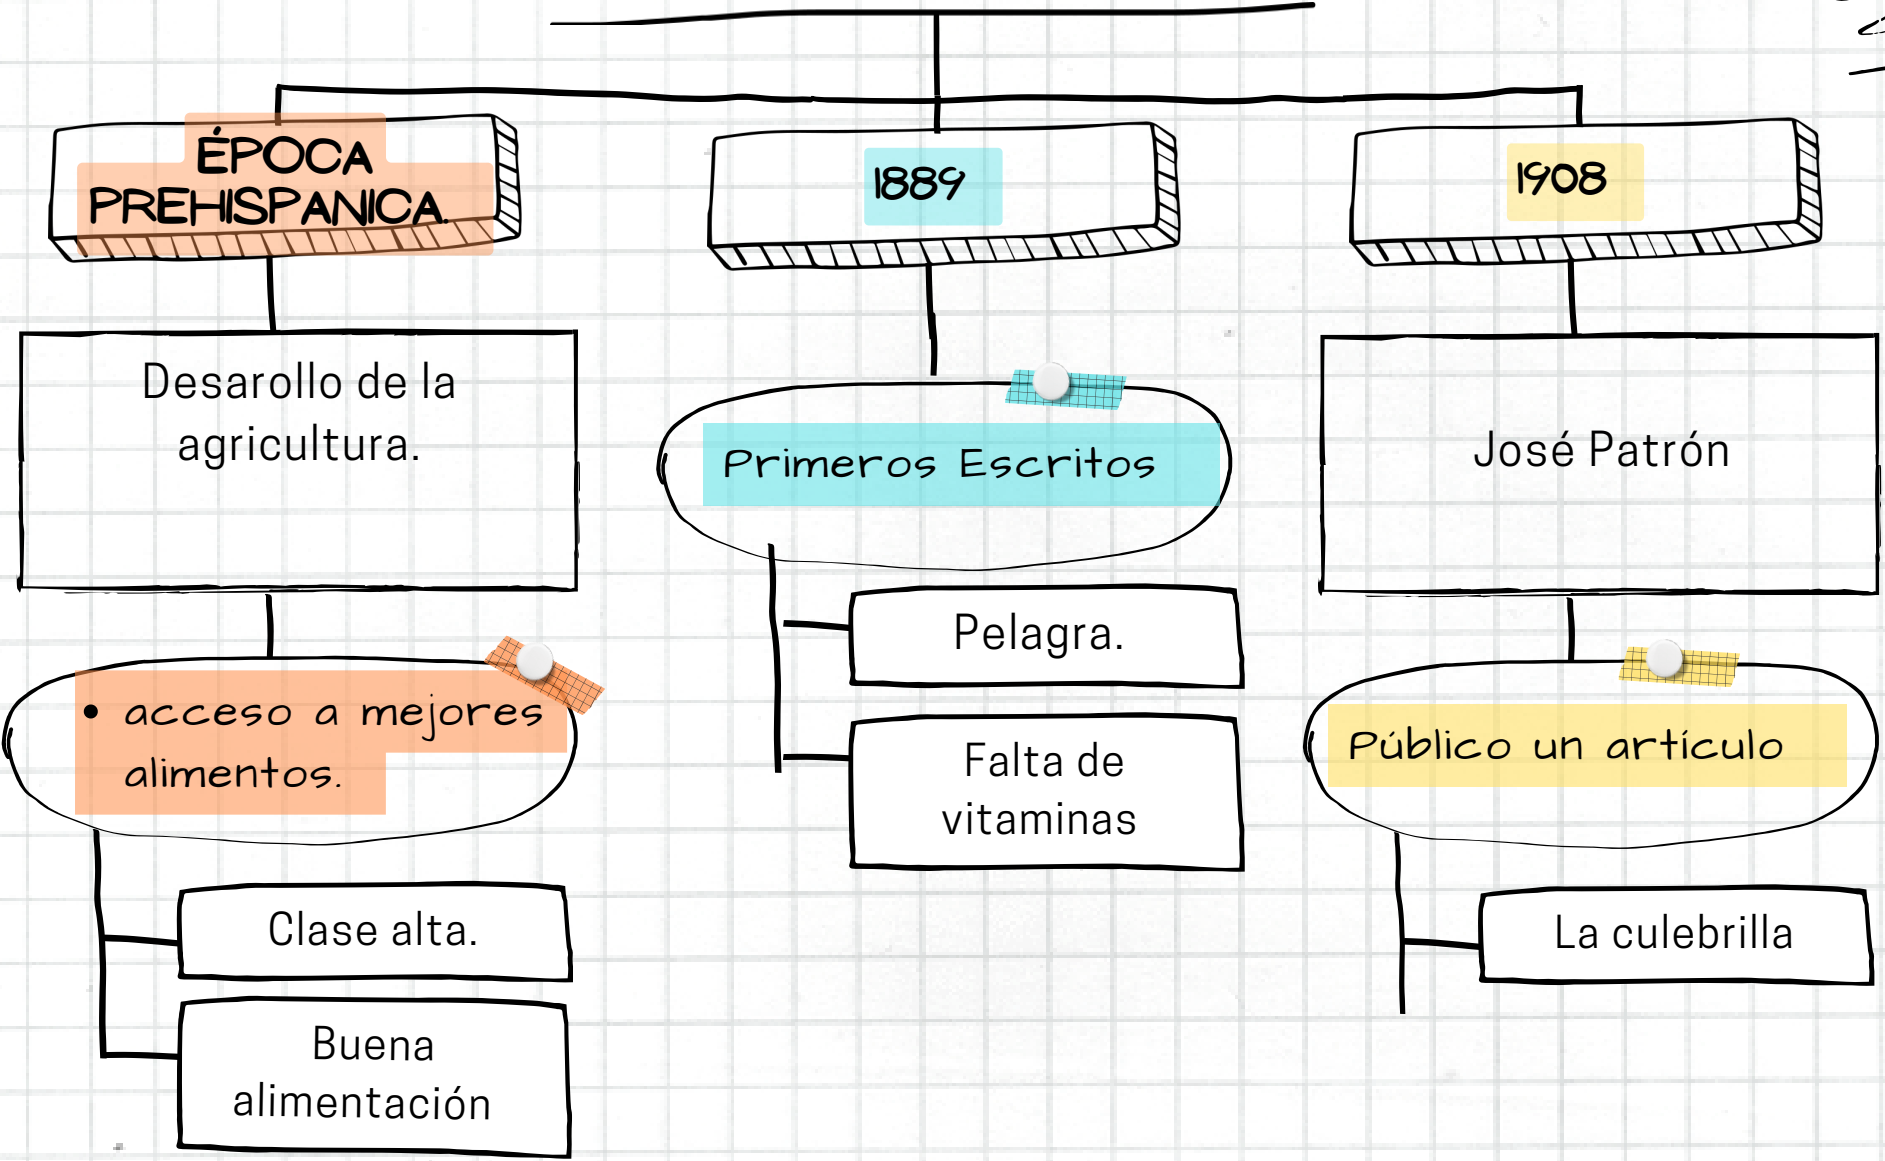 ÉPOCA
PREHISPANICA.
Desarollo de la
agricultura.
• acceso a mejores
alimentos.
Clase alta.
Buena
alimentación
1889
Primeros Escritos
Pelagra.
Falta de
vitaminas
1908
José Patrón
Público un artículo
La culebrilla